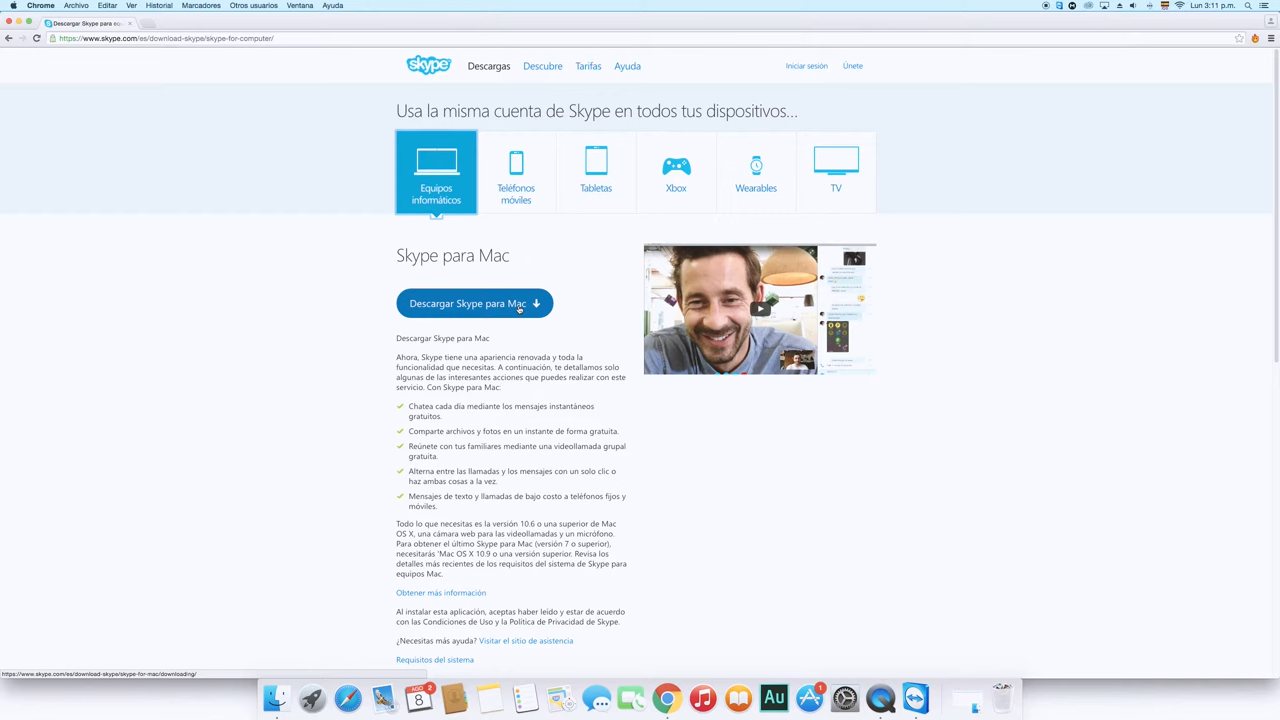 Chrome Archivo Editar Ver Historial Marcadores Otros usuarios Ventana Ayuda Lun 3:11 p.m.
Descargar Skype para eq
https://www.skype.com/es/download-skype/skype-for-computer/
skype Descargas Descubre Tarifas Ayuda Iniciar sesión Únete
Usa la misma cuenta de Skype en todos tus dispositivos...
Equipos
informáticos
Teléfonos
móviles
Tabletas
Xbox
Wearables
TV
Skype para Mac
Descargar Skype para Mac
Descargar Skype para Mac
Ahora, Skype tiene una apariencia renovada y toda la
funcionalidad que necesitas. A continuación, te detallamos solo
algunas de las interesantes acciones que puedes realizar con este
servicio. Con Skype para Mac:
Chatea cada día mediante los mensajes instantáneos
gratuitos.
Comparte archivos y fotos en un instante de forma gratuita.
Reúnete con tus familiares mediante una videollamada grupal
gratuita.
Alterna entre las llamadas y los mensajes con un solo clic o
haz ambas cosas a la vez.
Mensajes de texto y llamadas de bajo costo a teléfonos fijos y
móviles.
Todo lo que necesitas es la versión 10.6 o una superior de Mac
OS X, una cámara web para las videollamadas y un micrófono.
Para obtener el último Skype para Mac (versión 7 o superior),
necesitarás 'Mac OS X 10.9 o una versión superior. Revisa los
detalles más recientes de los requisitos del sistema de Skype para
equipos Mac.
Obtener más información
Al instalar esta aplicación, aceptas haber leído y estar de acuerdo
con las Condiciones de Uso y la Política de Privacidad de Skype.
¿Necesitas más ayuda? Visitar el sitio de asistencia
Requisitos del sistema
https://www.skype.com/es/download-skype/skype-for-mac/downloading/
AGO 2
8
Au
1